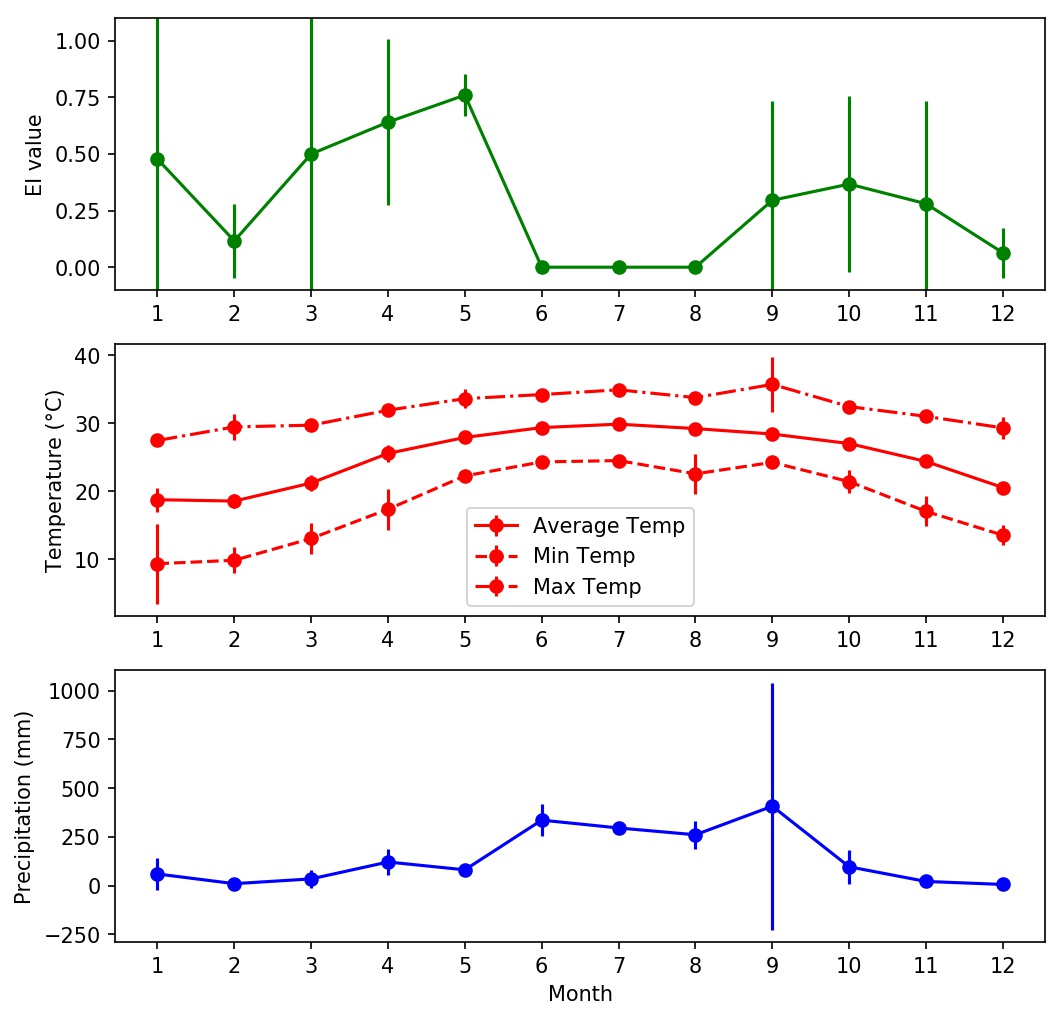 1.00
0.75
0.50
0.25
0.00
EI value
1 2 3 4 5 6 7 8 9 10 11 12
40
30
20
10
Temperature (°C)
Average Temp
Min Temp
Max Temp
1 2 3 4 5 6 7 8 9 10 11 12
1000
750
500
250
0
−250
Precipitation (mm)
1 2 3 4 5 6 7 8 9 10 11 12
Month